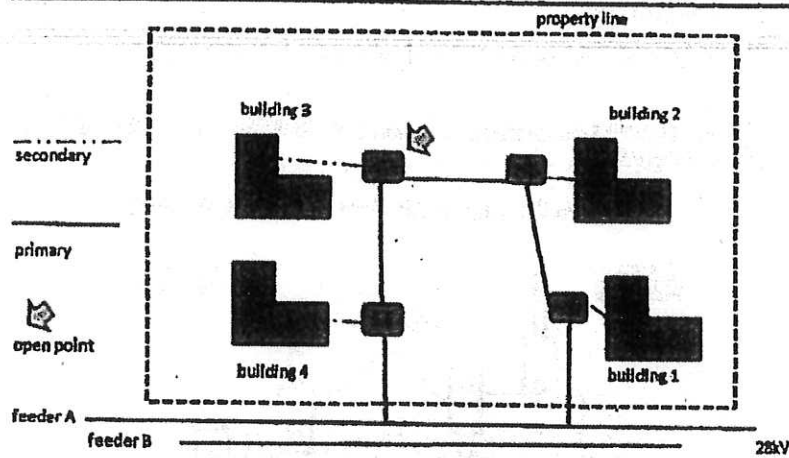 property line
building 3
building 2
secondary
primary
open point
building 4
building 1
feeder A
feeder B
28kV